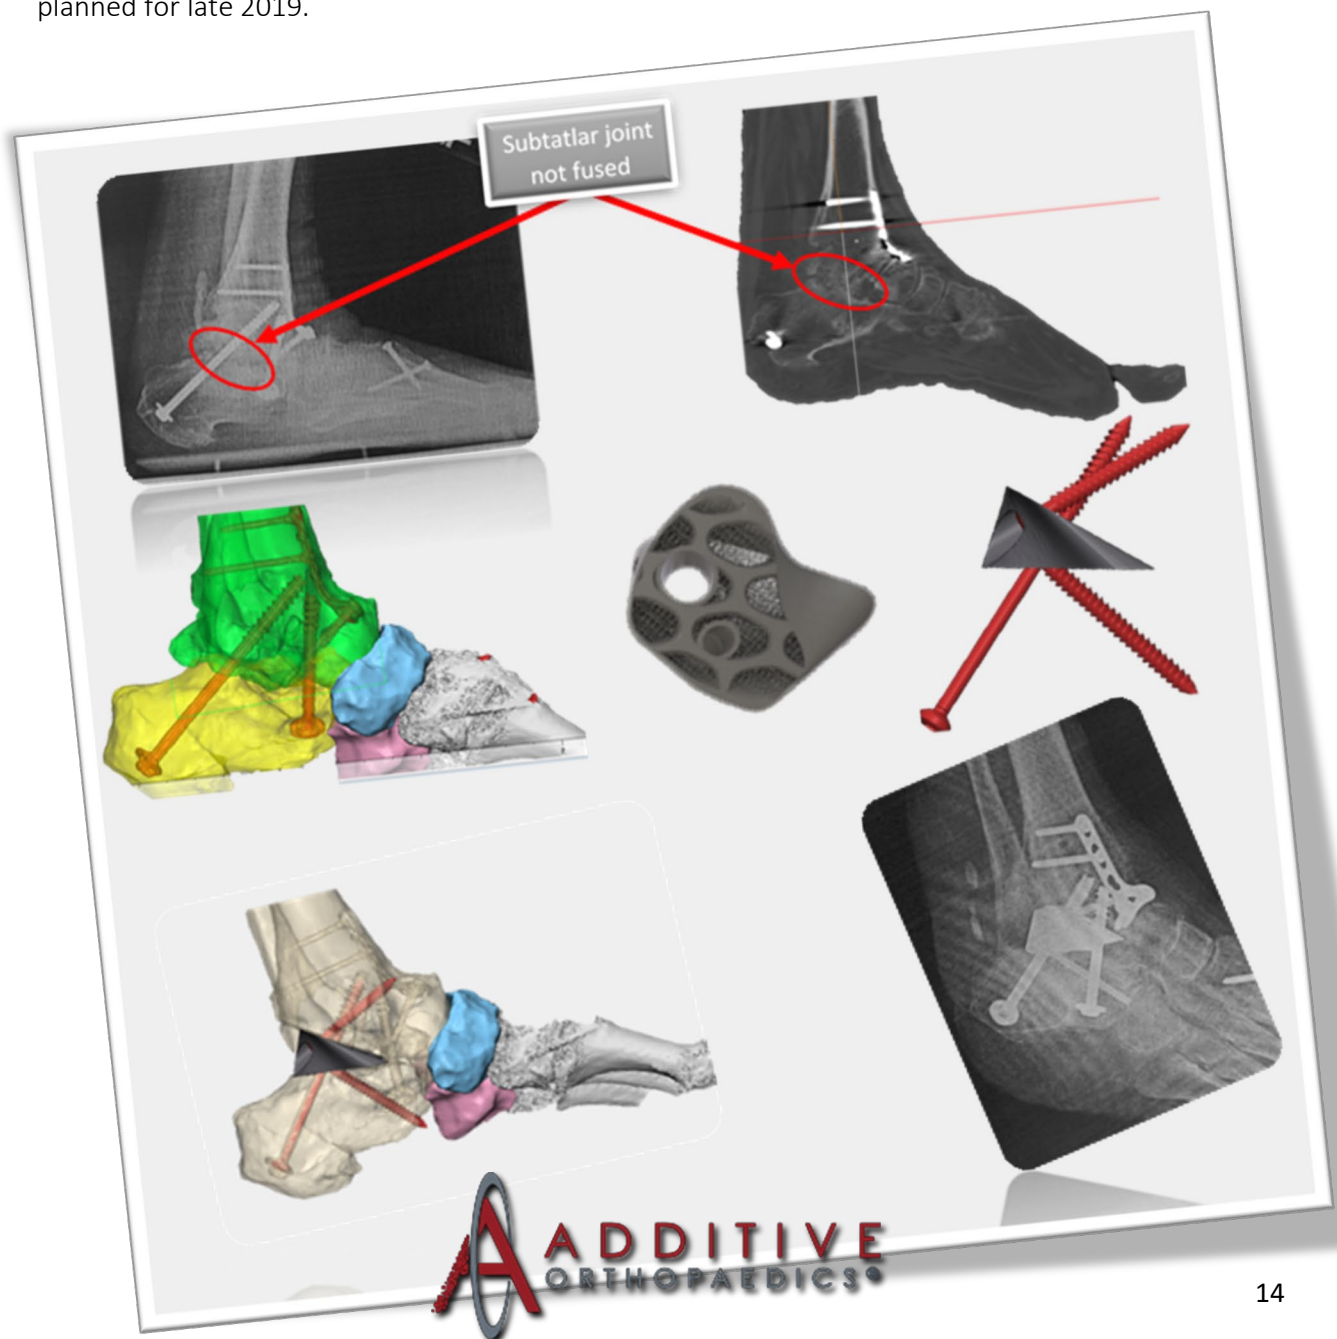 planned for late 2019.
Subtatlar joint
not fused
ADDITIVE
ORTHOPAEDICS®
14